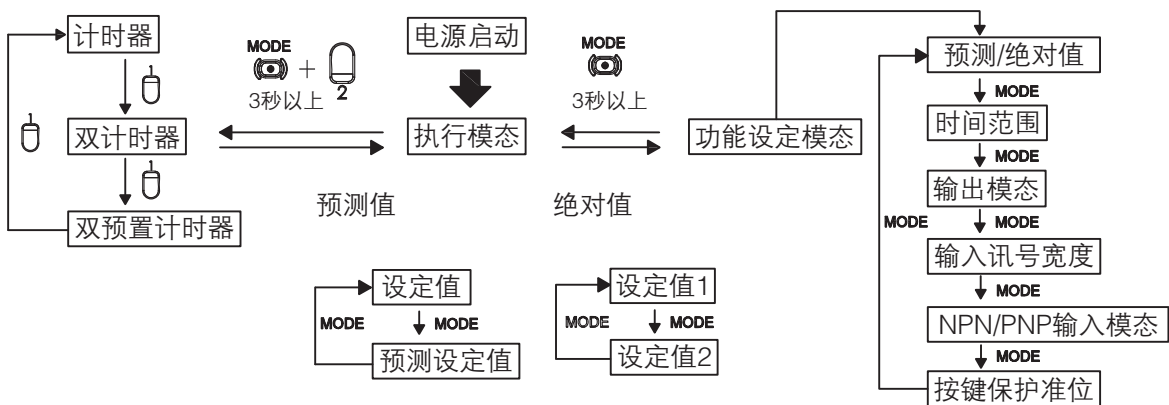 计时器
1
双计时器
1
1
双预置计时器
MODE
+
2
3秒以上
电源启动
执行模态
MODE
3秒以上
功能设定模态
预测值
绝对值
设定值
MODE
MODE
预测设定值
设定值1
MODE
MODE
设定值2
预测/绝对值
MODE
时间范围
MODE
输出模态
MODE
MODE
输入讯号宽度
MODE
NPN/PNP输入模态
MODE
按键保护准位